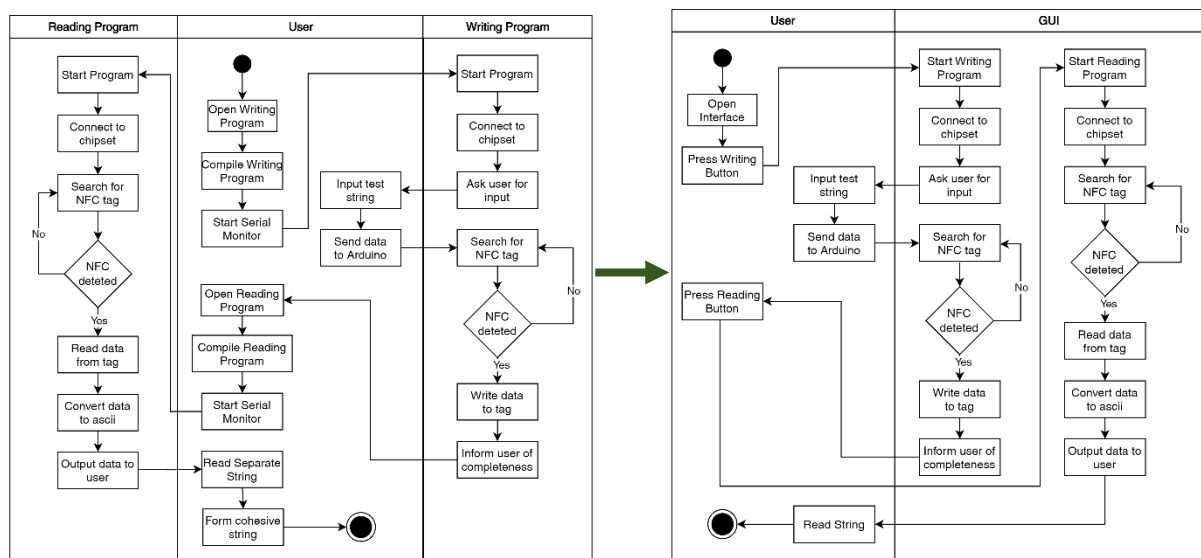 Reading Program
User
Writing Program
Start Program
Connect to
chipset
Search for
NFC tag
No
NFC
deteted
Yes
Read data
from tag
Convert data
to ascii
Output data to
user
Open Writing
Program
Compile Writing
Program
Start Serial
Monitor
Input test
string
Send data
to Arduino
Open Reading
Program
Compile Reading
Program
Start Serial
Monitor
Read Separate
String
Form cohesive
string
Start Program
Connect to
chipset
Ask user for
input
Search for
NFC tag
No
NFC
deteted
Yes
Write data
to tag
Inform user of
completeness
User
GUI
Open
Interface
Press Writing
Button
Input test
string
Send data
to Arduino
Press Reading
Button
Read String
Start Writing
Program
Connect to
chipset
Ask user for
input
Search for
NFC tag
No
NFC
deteted
Yes
Write data
to tag
Inform user of
completeness
Start Reading
Program
Connect to
chipset
Search for
NFC tag
No
NFC
deteted
Yes
Read data
from tag
Convert data
to ascii
Output data to
user